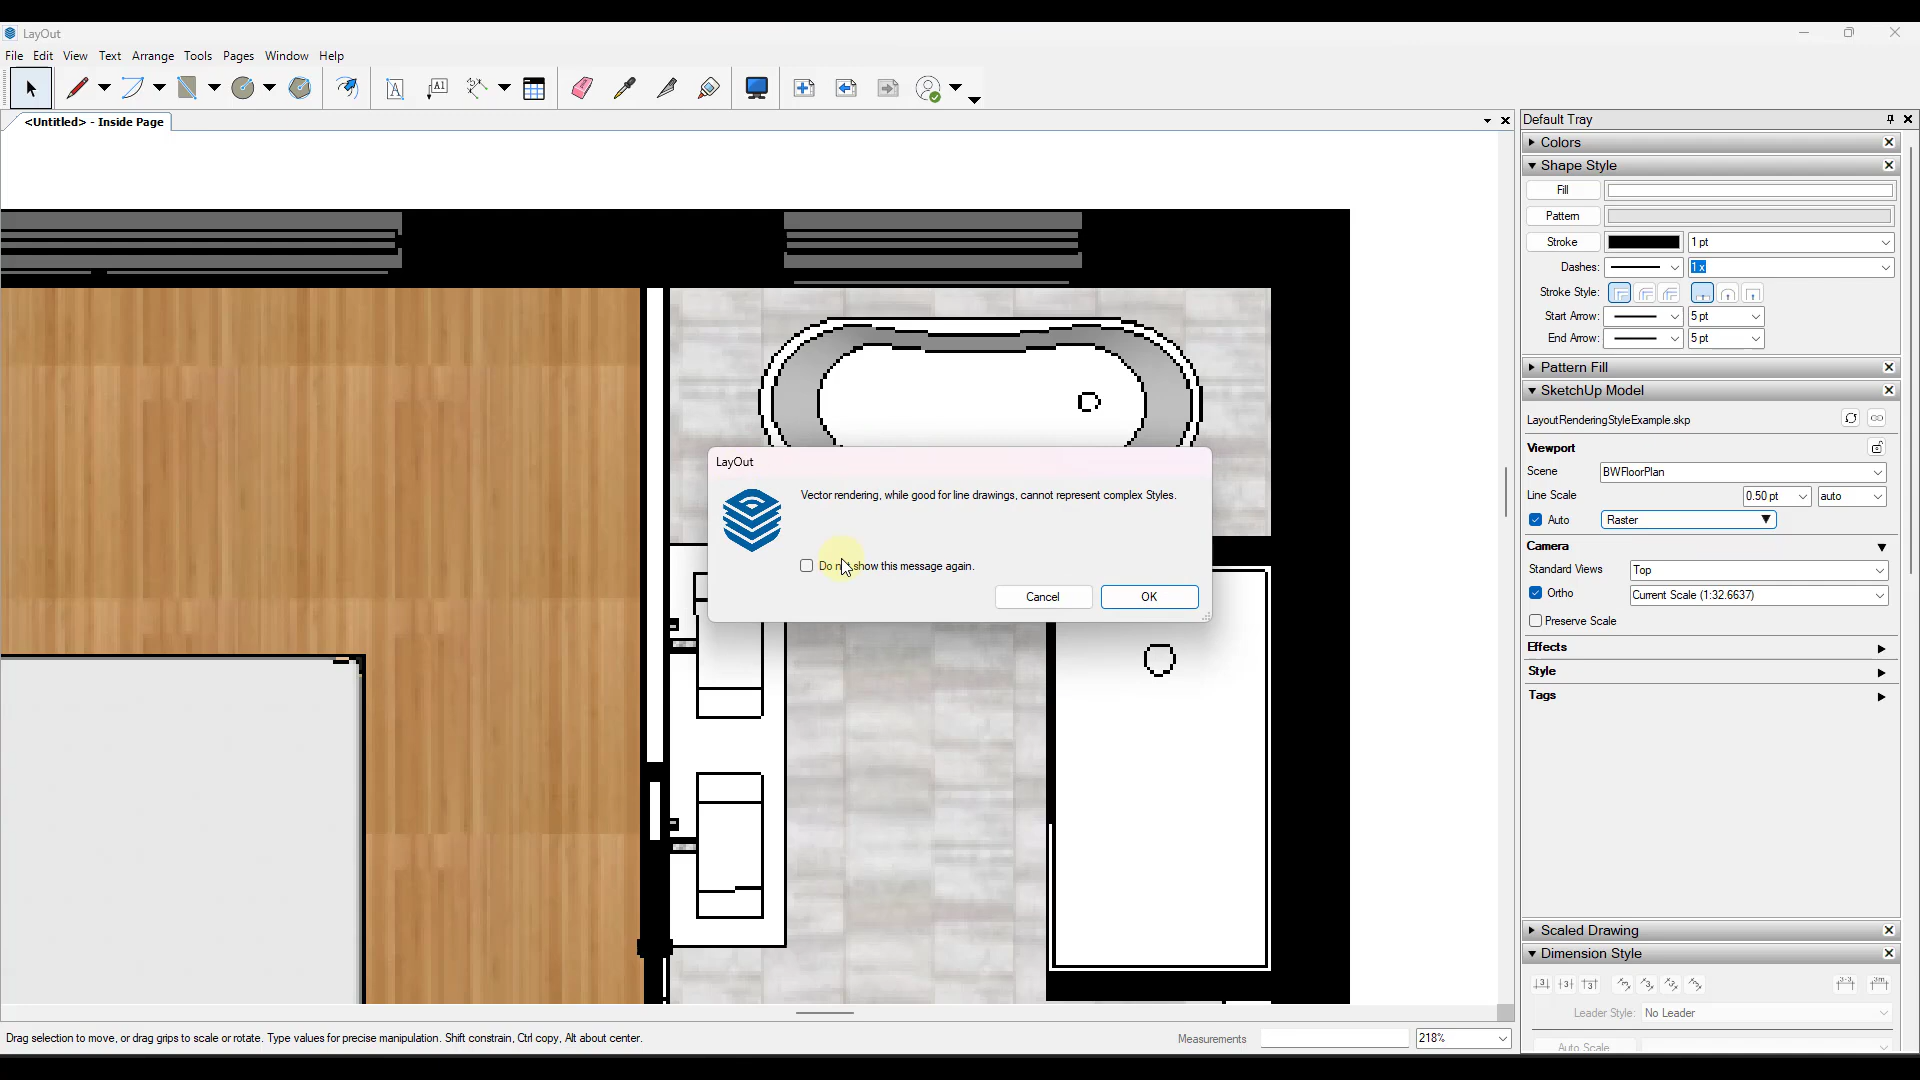 LayOut
File Edit View Text Arrange Tools Pages Window Help
A A1
<Untitled> - Inside Page
Default Tray
Colors
Shape Style
Fill
Pattern
Stroke 1 pt
Dashes: 1 x
Stroke Style:
Start Arrow: 5 pt
End Arrow: 5 pt
Pattern Fill
SketchUp Model
LayoutRenderingStyleExample.skp
Viewport
Scene BWFloorPlan
Line Scale 0.50 pt auto
Auto Raster
Camera
Standard Views Top
Ortho Current Scale (1:32.6637)
Preserve Scale
Effects
Style
Tags
Scaled Drawing
Dimension Style
Leader Style: No Leader
Auto Scale
LayOut
Vector rendering, while good for line drawings, cannot represent complex Styles.
Do not show this message again.
Cancel OK
Drag selection to move, or drag grips to scale or rotate. Type values for precise manipulation. Shift constrain, Ctrl copy, Alt about center.
Measurements 218%